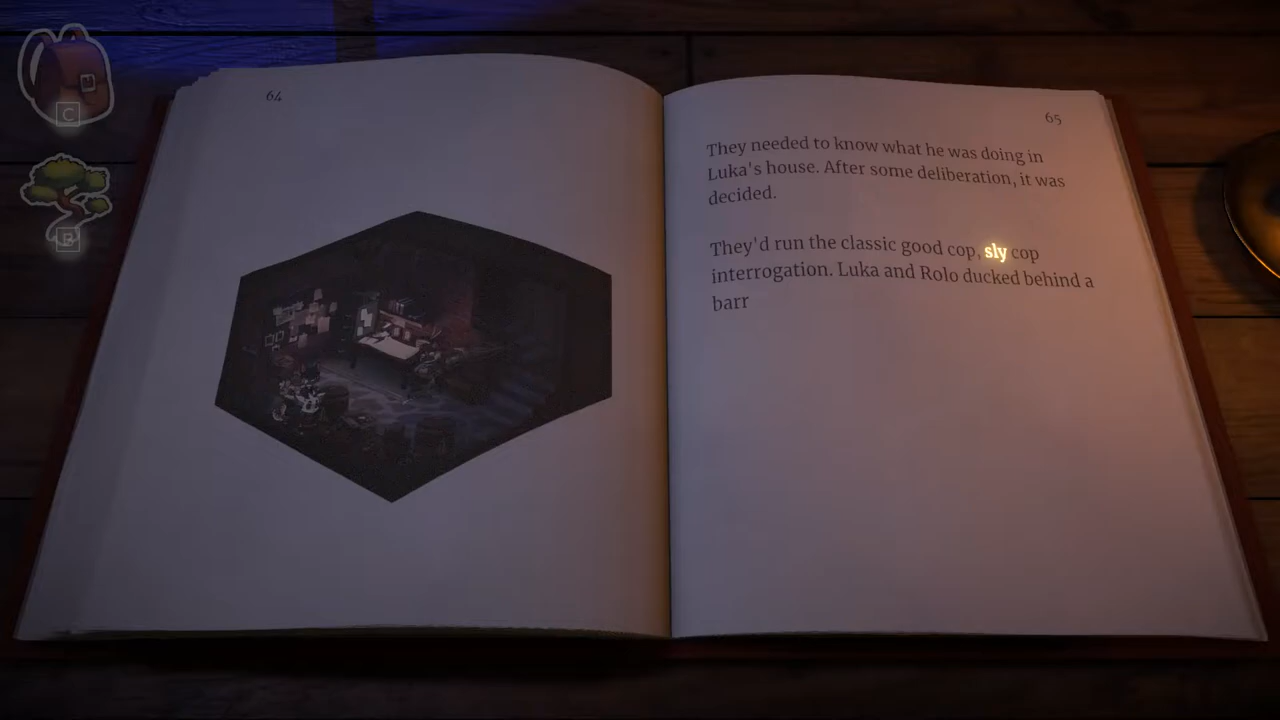 C
B
64
65
They needed to know what he was doing in
Luka's house. After some deliberation, it was
decided.
They'd run the classic good cop, sly cop
interrogation. Luka and Rolo ducked behind a
barr